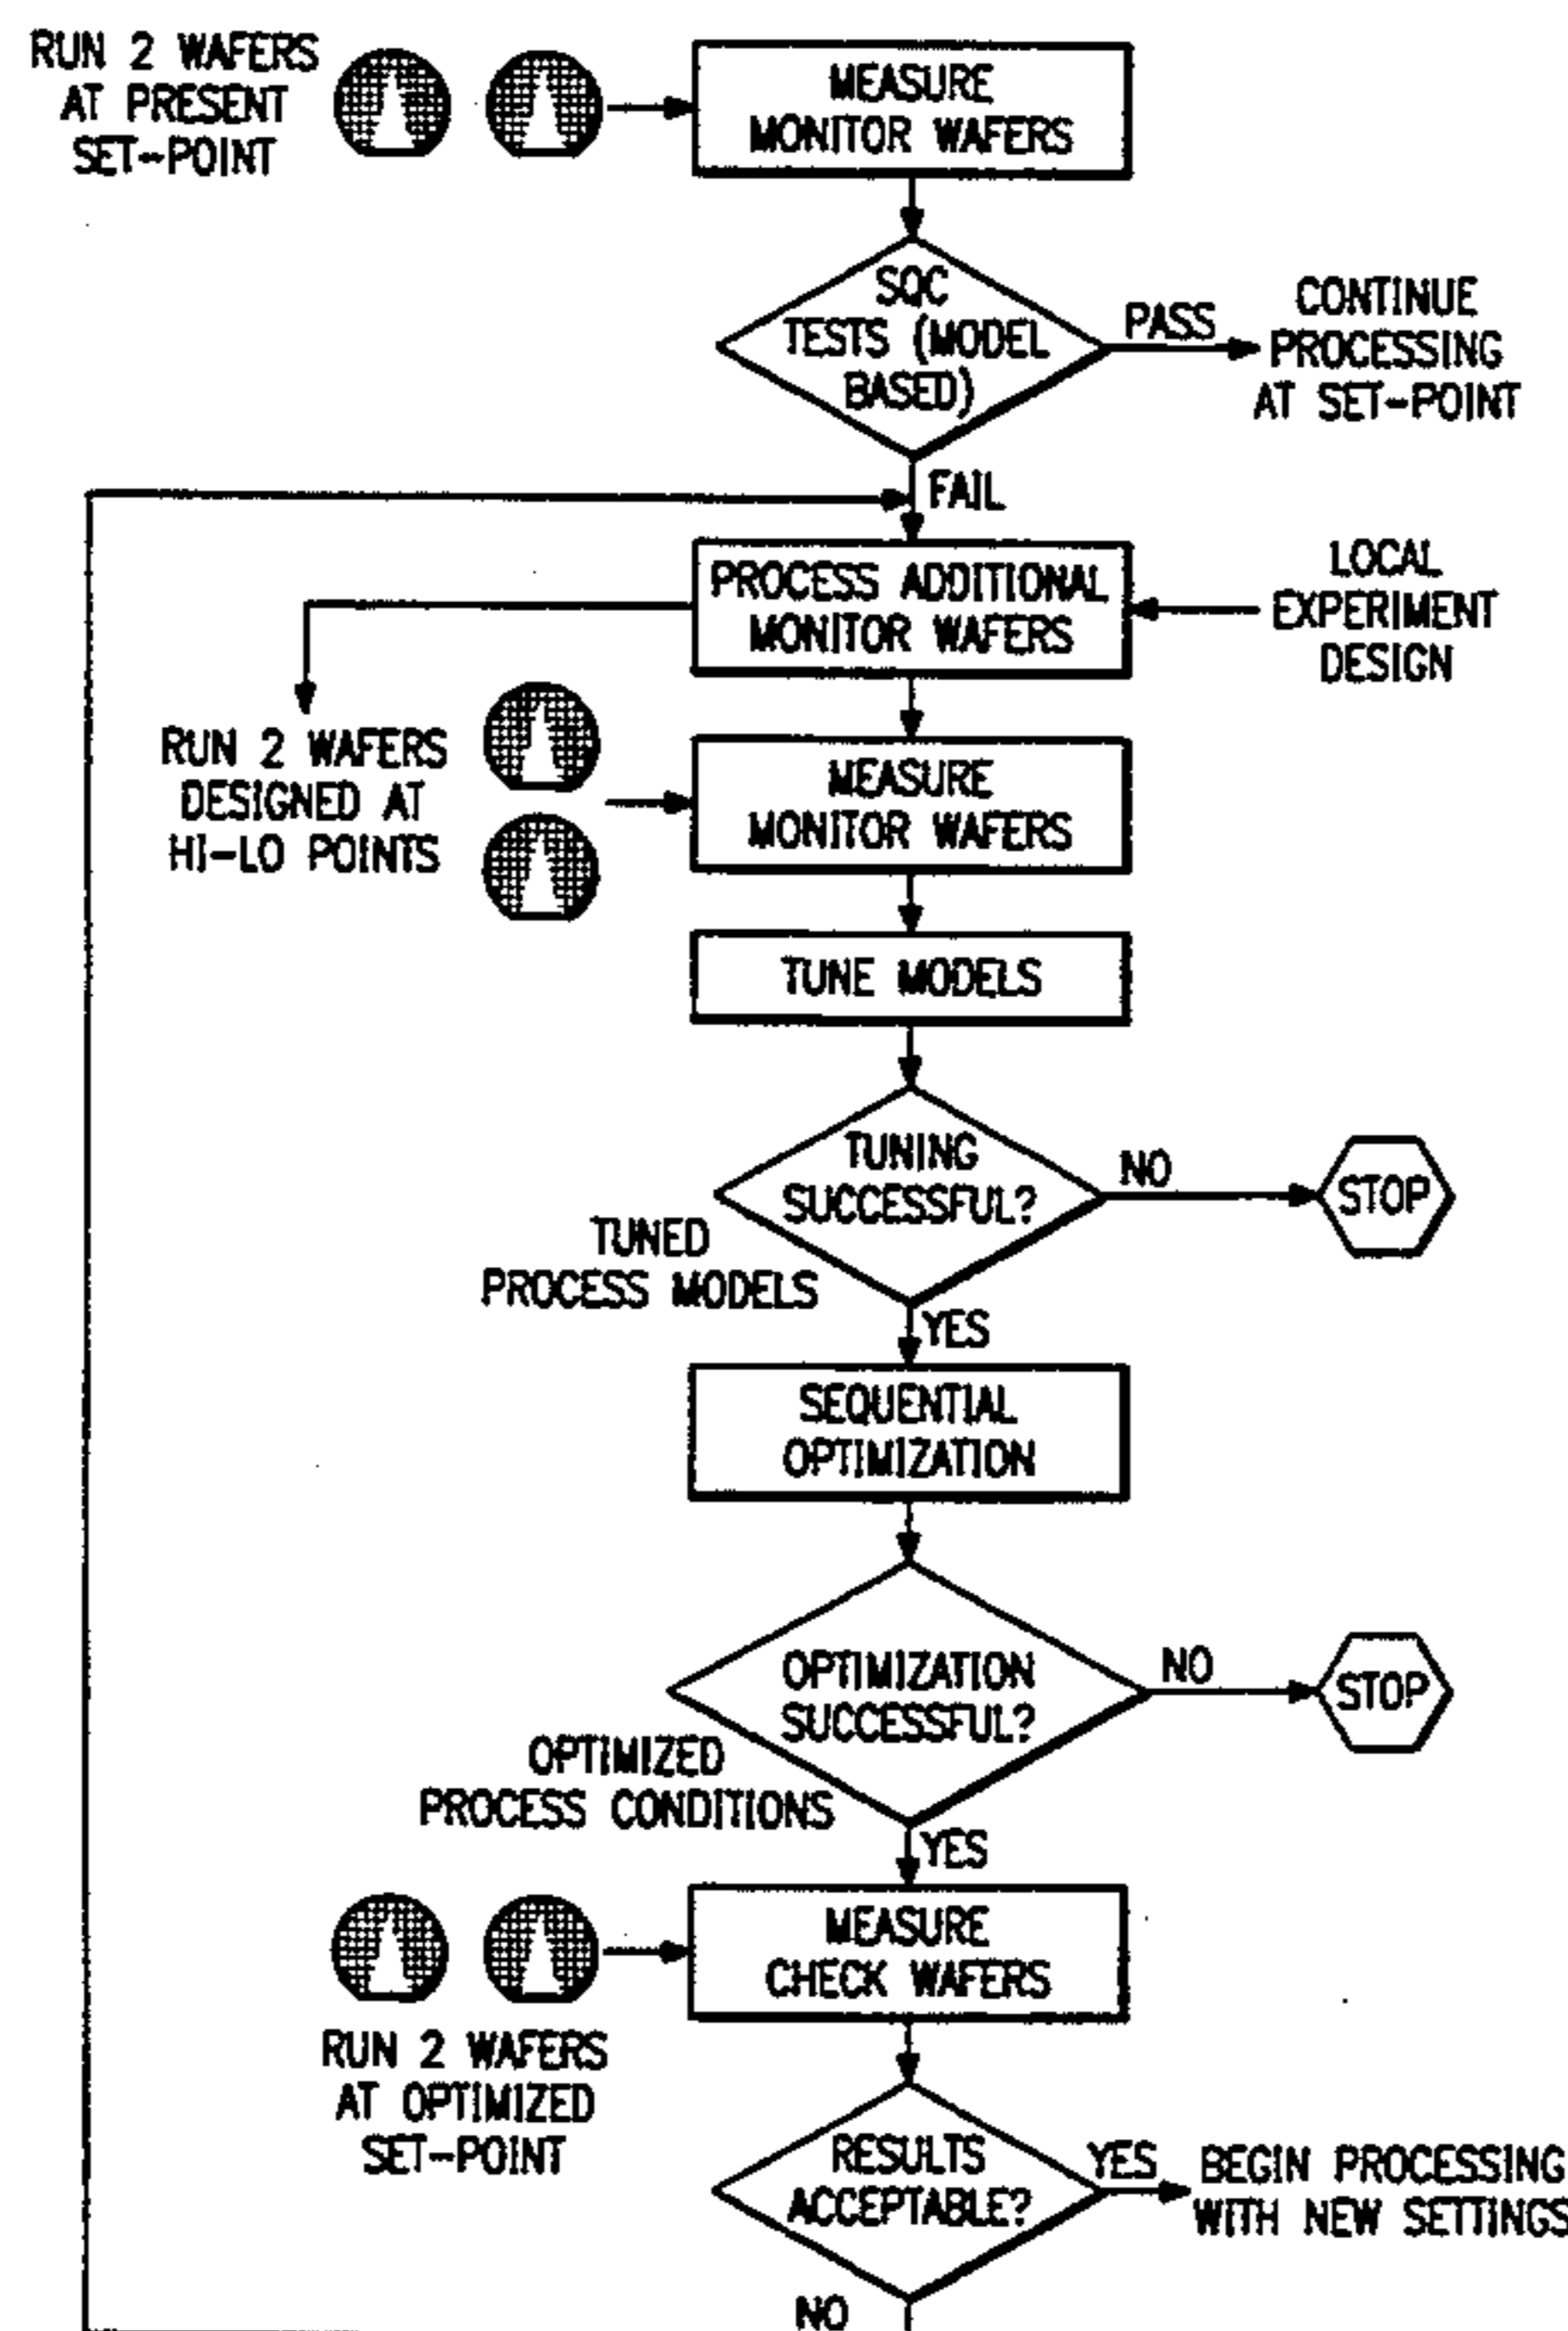 RUN 2 WAFERS
AT PRESENT
SET-POINT
MEASURE
MONITOR WAFERS
SQC
TESTS (MODEL
BASED)
PASS
CONTINUE
PROCESSING
AT SET-POINT
FAIL
PROCESS ADDITIONAL
MONITOR WAFERS
LOCAL
EXPERIMENT
DESIGN
RUN 2 WAFERS
DESIGNED AT
HI-LO POINTS
MEASURE
MONITOR WAFERS
TUNE MODELS
TUNING
SUCCESSFUL?
NO
STOP
TUNED
PROCESS MODELS
YES
SEQUENTIAL
OPTIMIZATION
OPTIMIZATION
SUCCESSFUL?
NO
STOP
OPTIMIZED
PROCESS CONDITIONS
YES
MEASURE
CHECK WAFERS
RUN 2 WAFERS
AT OPTIMIZED
SET-POINT
RESULTS
ACCEPTABLE?
YES
BEGIN PROCESSING
WITH NEW SETTINGS
NO